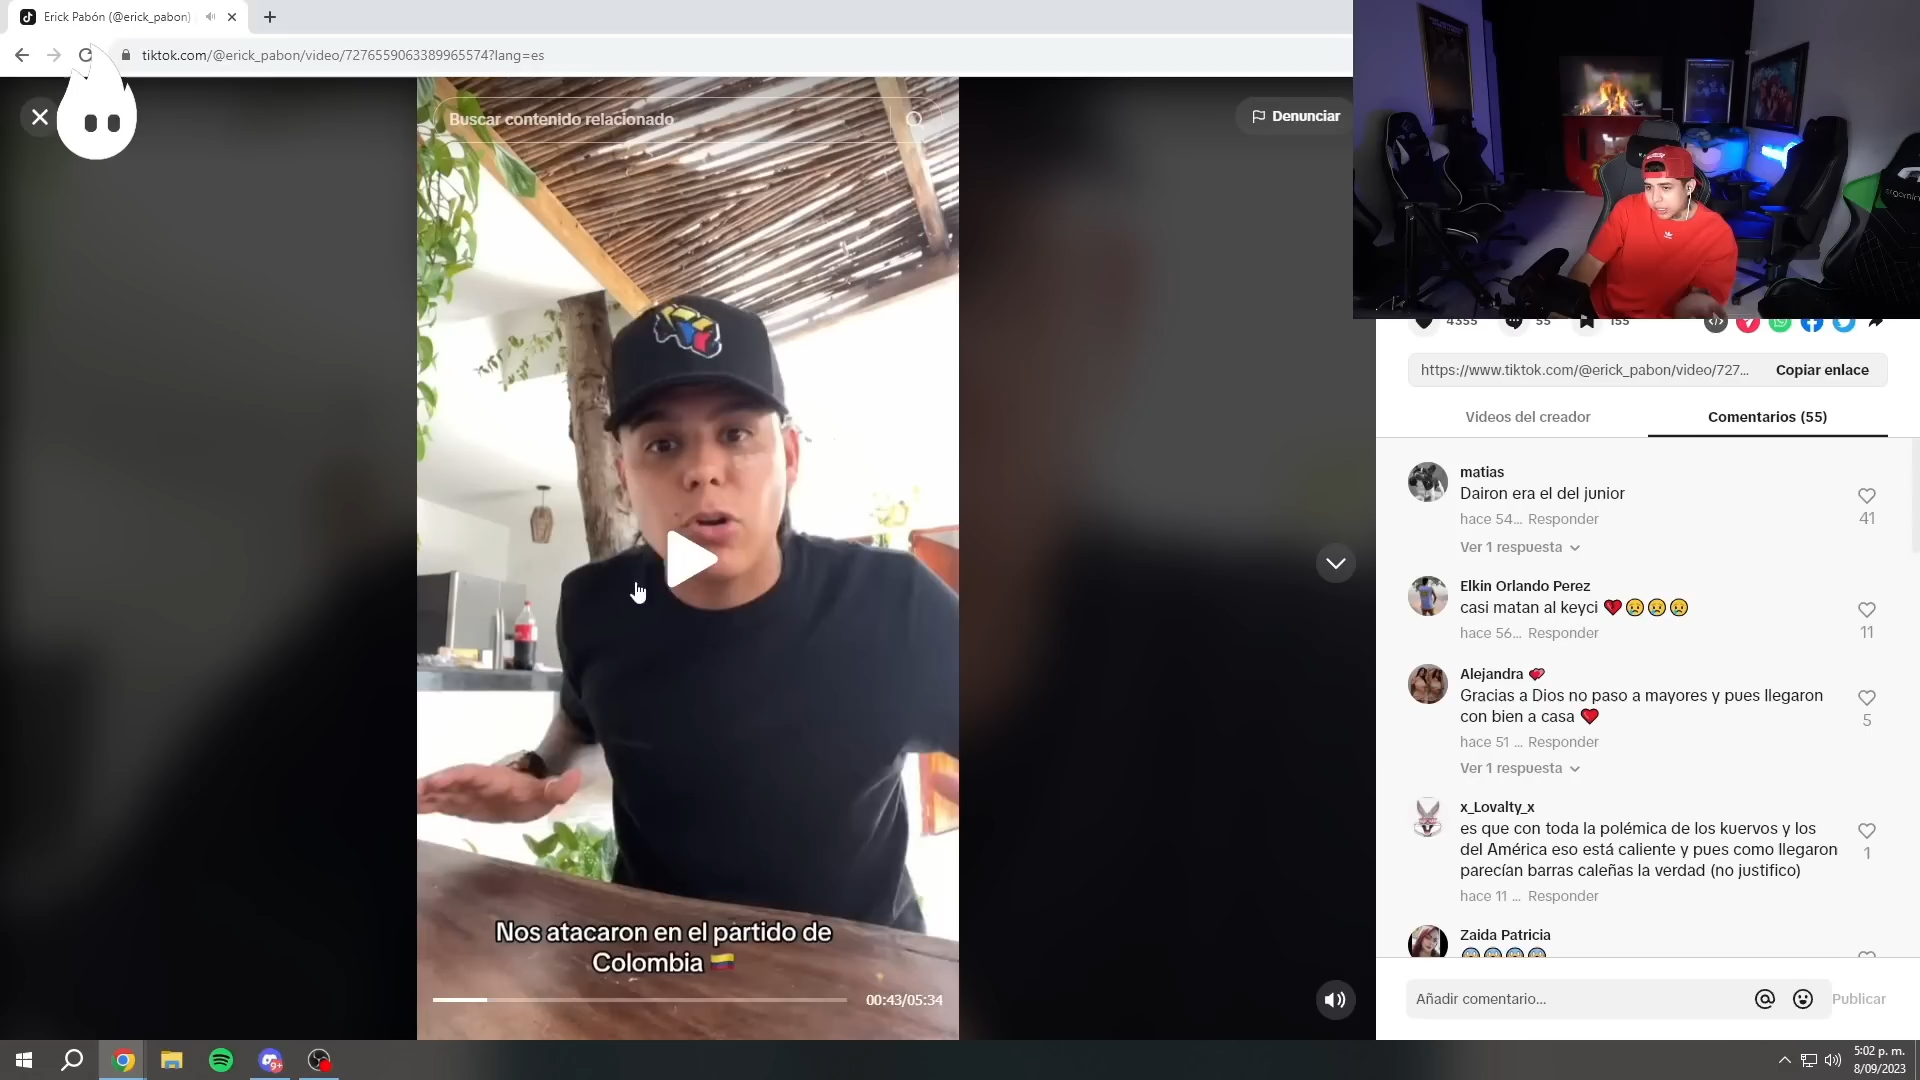 Erick Pabón (@erick_pabon)
tiktok.com/@erick_pabon/video/7276559063389965574?lang=es
Buscar contenido relacionado
Denunciar
4355
55
155
https://www.tiktok.com/@erick_pabon/video/727...
Copiar enlace
Videos del creador
Comentarios (55)
matias
Dairon era el del junior
hace 54... Responder
41
Ver 1 respuesta
Elkin Orlando Perez
casi matan al keyci 💔😢😢😢
hace 56... Responder
11
Alejandra 💕
Gracias a Dios no paso a mayores y pues llegaron
con bien a casa ❤️
hace 51 ... Responder
5
Ver 1 respuesta
x_Lovalty_x
es que con toda la polémica de los kuervos y los
del América eso está caliente y pues como llegaron
parecían barras caleñas la verdad (no justifico)
hace 11 ... Responder
1
Zaida Patricia
😨😨😨😨
Nos atacaron en el partido de
Colombia 🇨🇴
00:43/05:34
Añadir comentario...
Publicar
9+
5:02 p. m.
8/09/2023